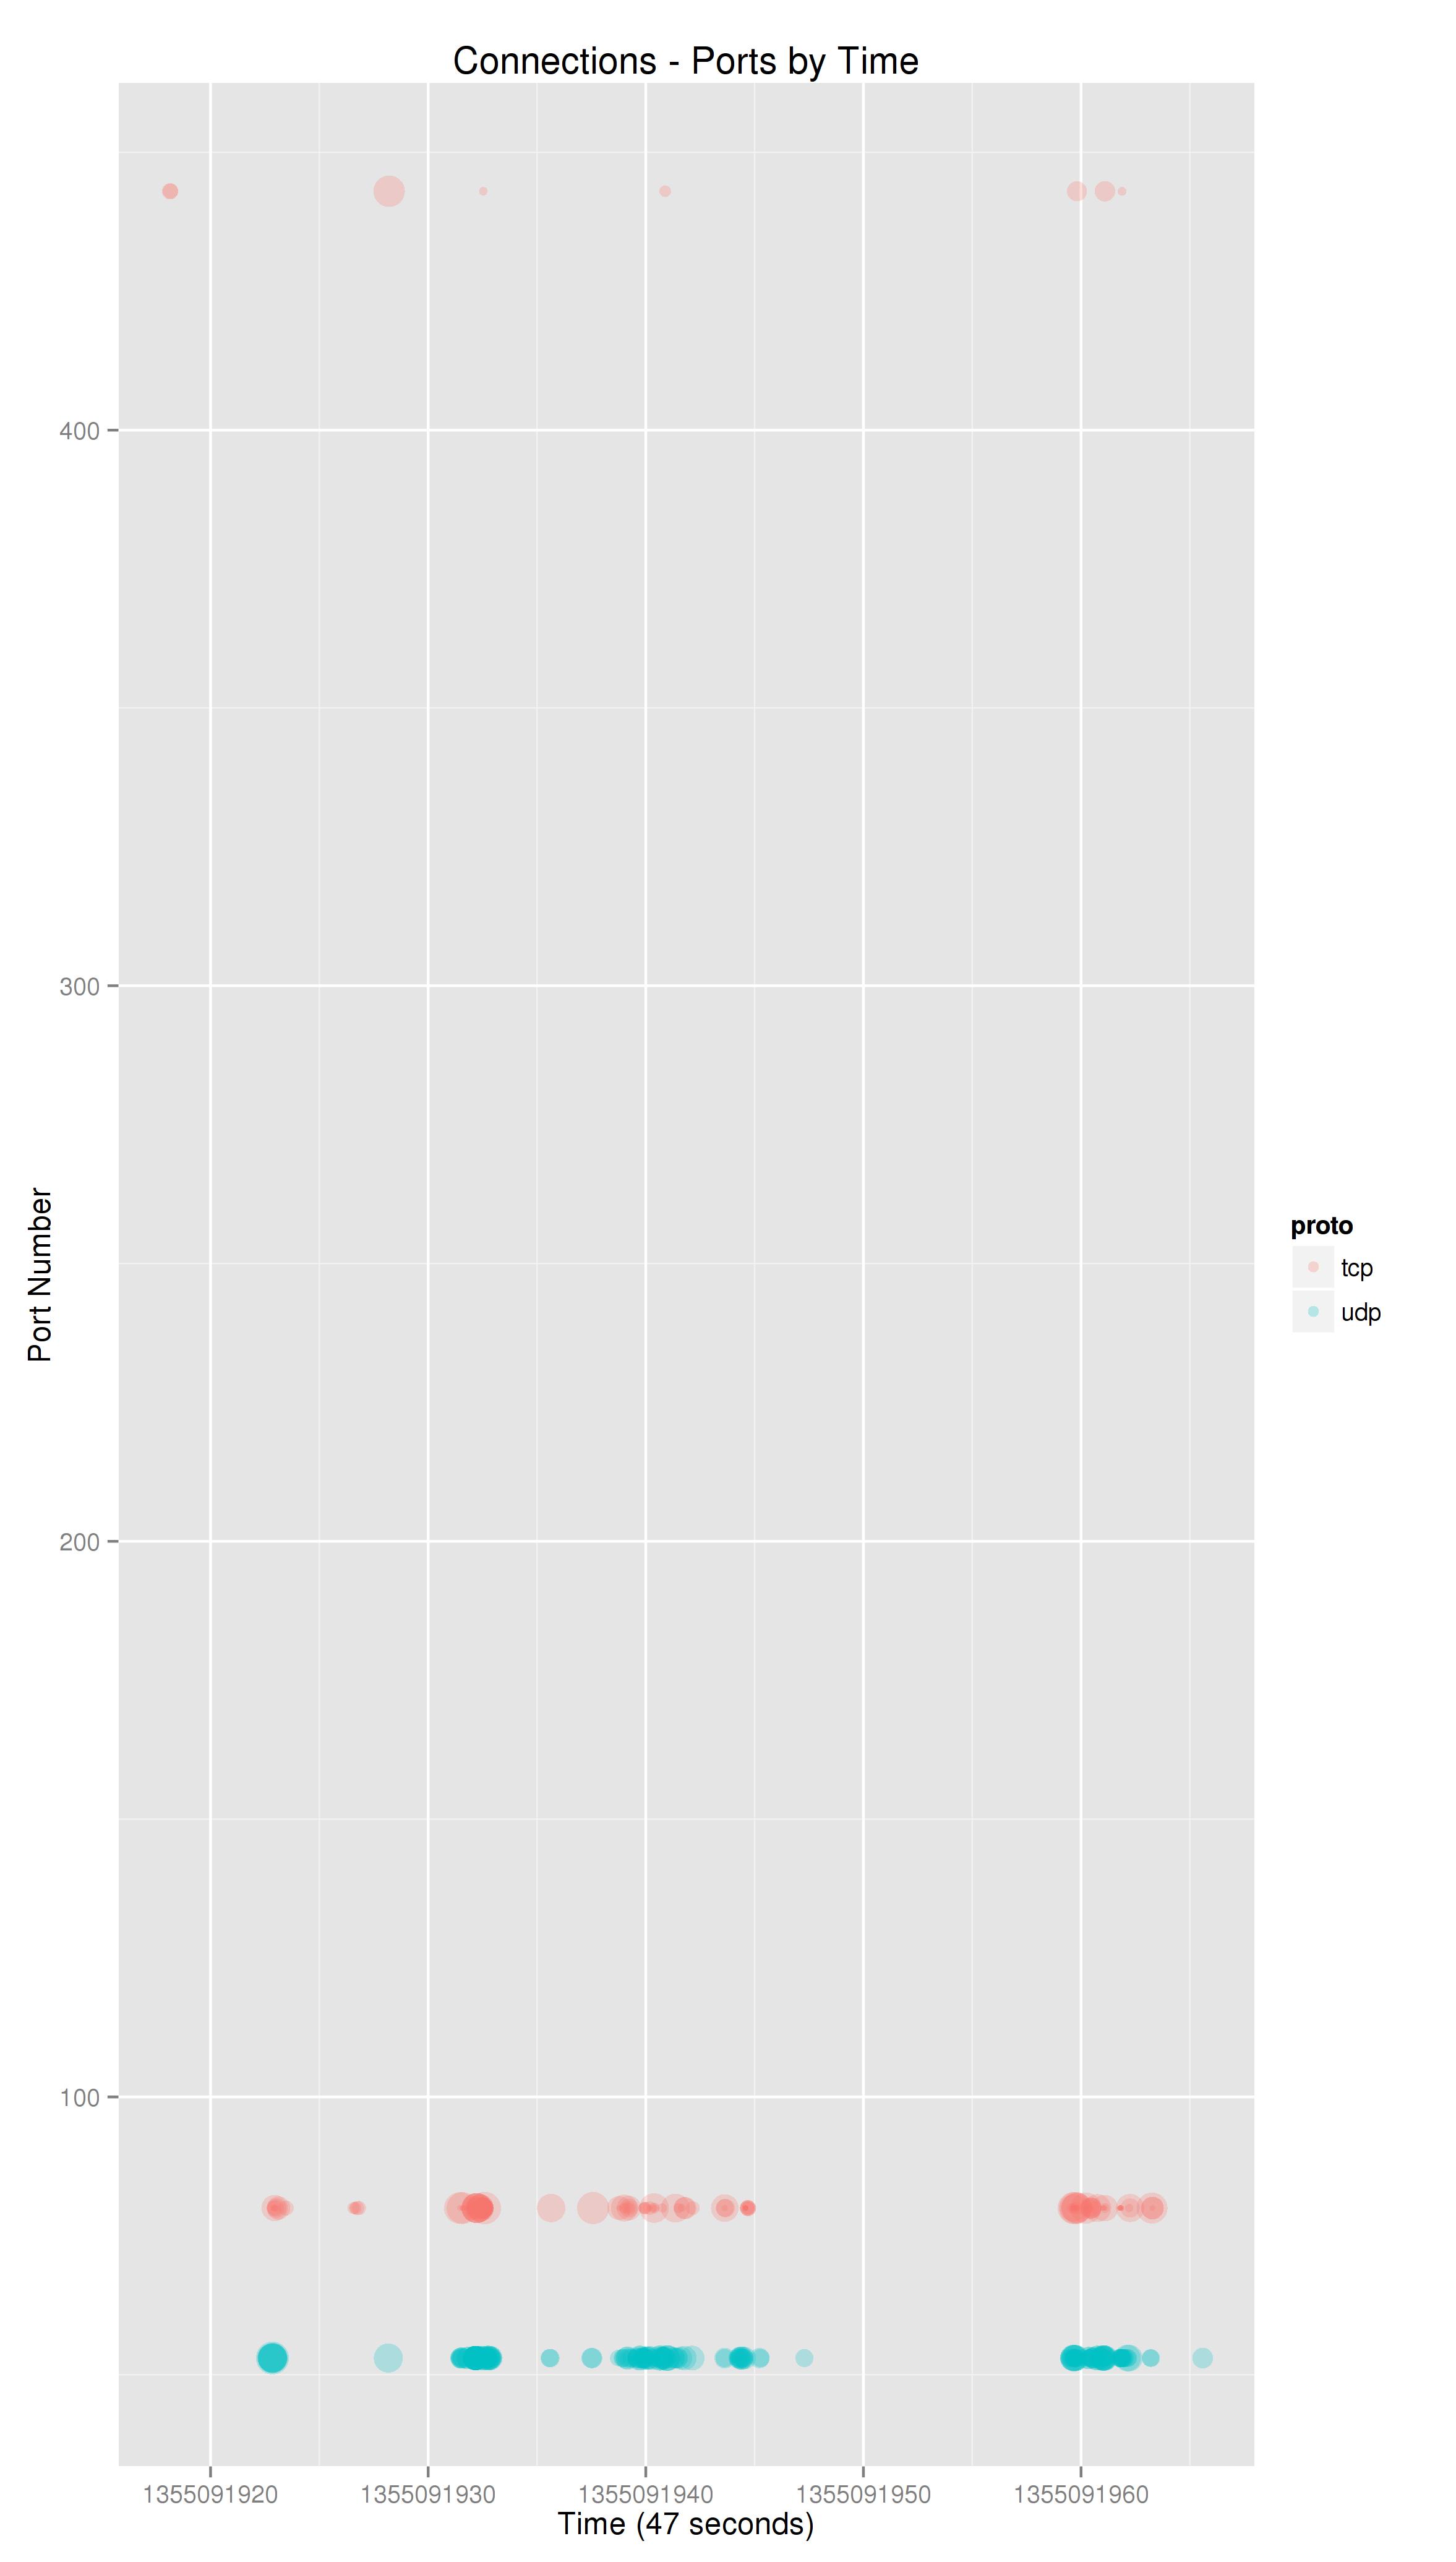 Connections - Ports by Time
400
300
200
100
Port Number
1355091920
1355091930
1355091940
1355091950
1355091960
Time (47 seconds)
proto
tcp
udp